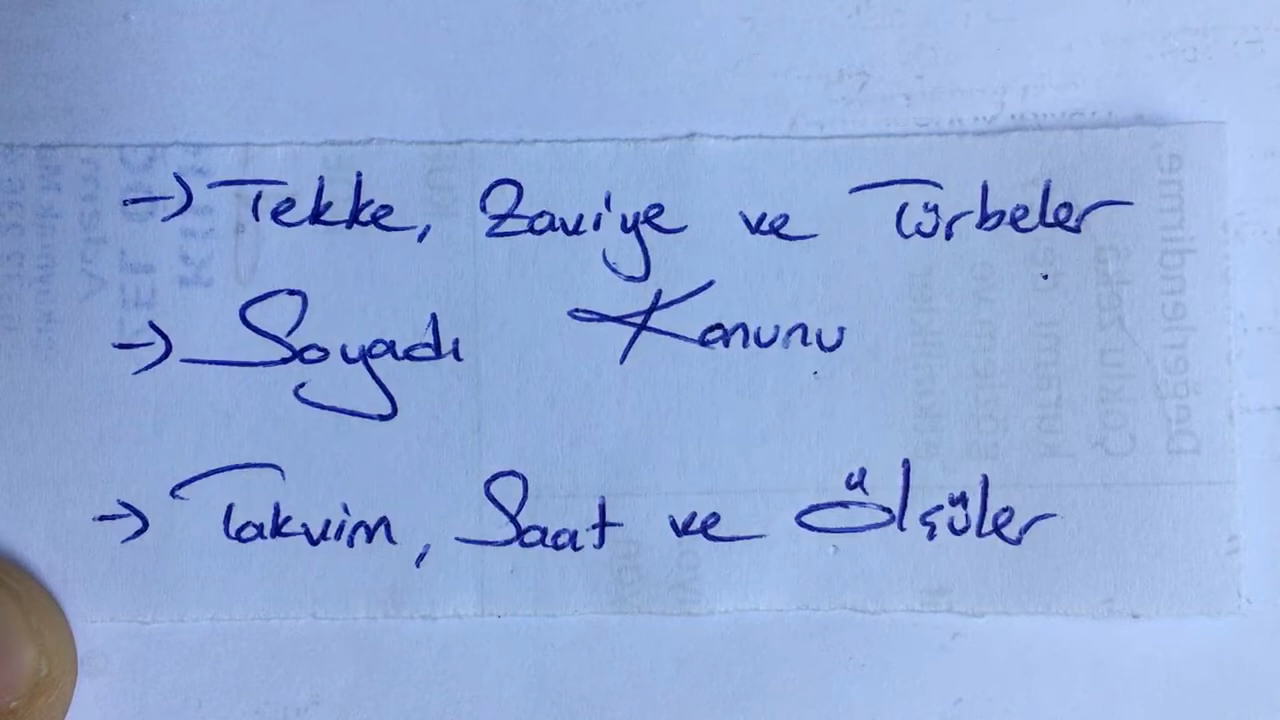 → Tekke, Zaviye ve Türbeler
→ Soyadı Kanunu
→ Takvim, Saat ve Ölçüler